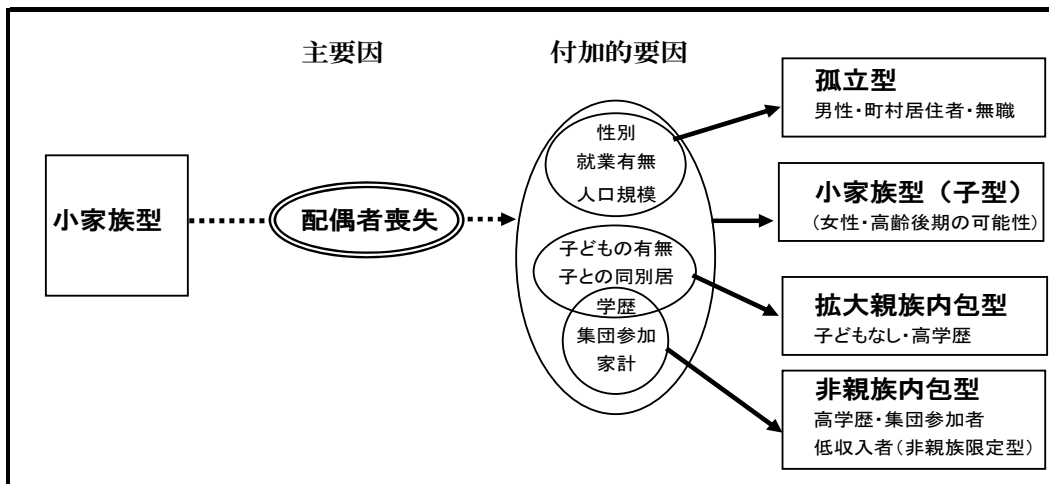 主要因
付加的要因
小家族型
配偶者喪失
性別
就業有無
人口規模
子どもの有無
子との同別居
学歴
集団参加
家計
孤立型
男性・町村居住者・無職
小家族型（子型）
(女性・高齢後期の可能性)
拡大親族内包型
子どもなし・高学歴
非親族内包型
高学歴・集団参加者
低収入者(非親族限定型)